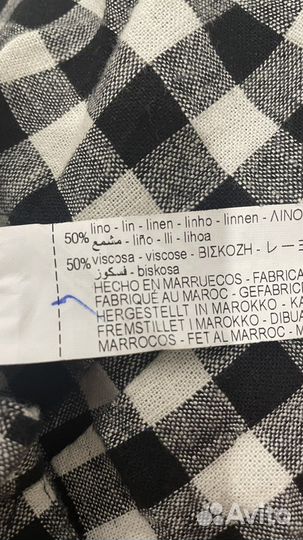 50% lino - lin - linen - linho - linnen - ΛΙΝΟ
مشمع - liño - lli - lihoa
50% viscosa - viscose - ΒΙΣΚΟΖΗ - レー
فسكوز - biskosa
HECHO EN MARRUECOS - FABRICA
FABRIQUÉ AU MAROC - GEFABRIC
HERGESTELLT IN MAROKKO - 
FREMSTILLET I MAROKKO - DIBUA
MARROCOS - FET AL MARROC - 
Avito